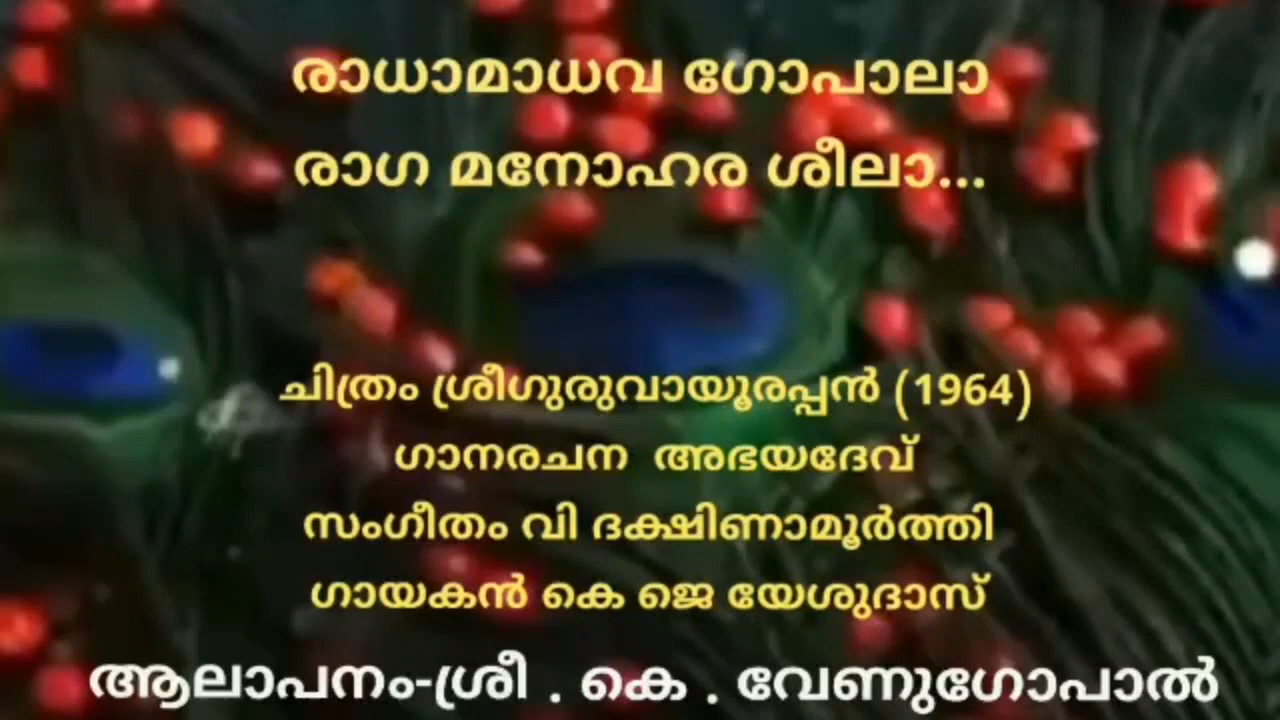 രാധാമാധവ ഗോപാലാ
രാഗ മനോഹര ശീലാ...
ചിത്രം ശ്രീഗുരുവായൂരപ്പൻ (1964)
ഗാനരചന അഭയദേവ്
സംഗീതം വി ദക്ഷിണാമൂർത്തി
ഗായകൻ കെ ജെ യേശുദാസ്
ആലാപനം-ശ്രീ . കെ . വേണുഗോപാൽ